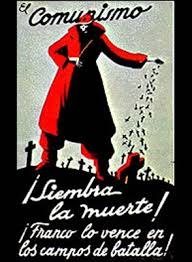 El
Comunismo
¡Siembra
la muerte!
¡Franco lo vence en
los campos de batalla!